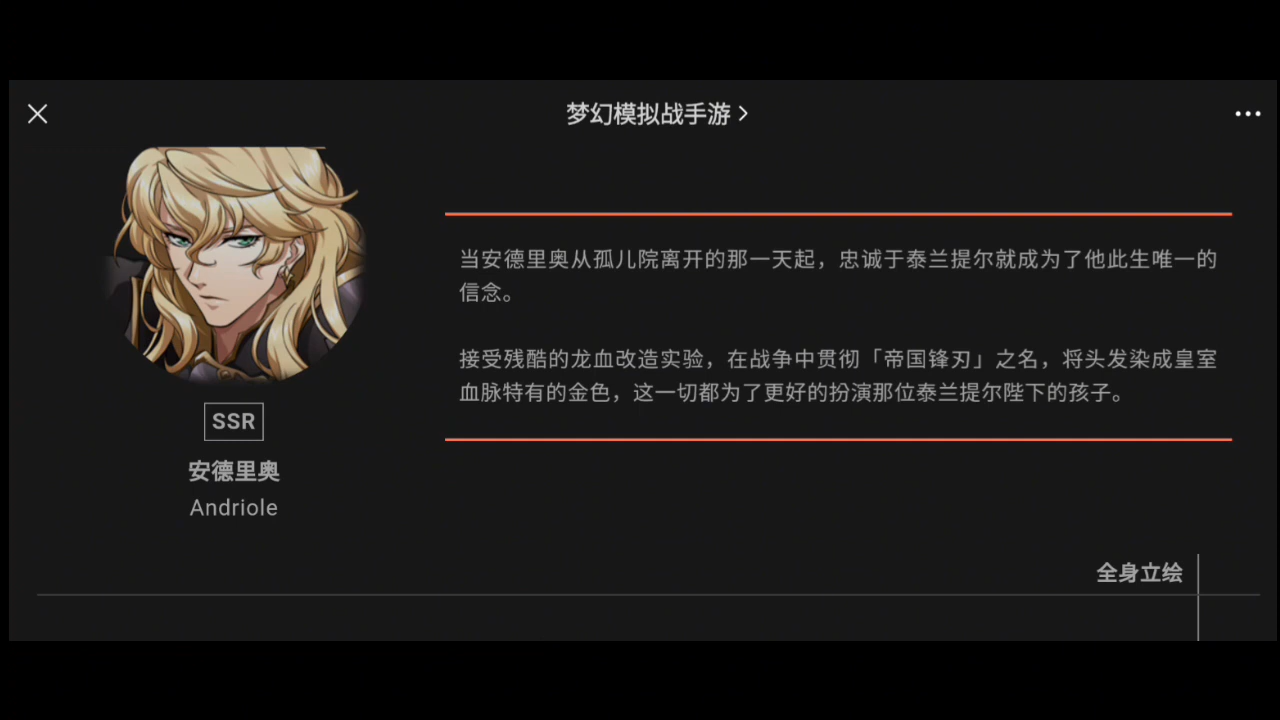 梦幻模拟战手游
当安德里奥从孤儿院离开的那一天起，忠诚于泰兰提尔就成为了他此生唯一的
信念。
接受残酷的龙血改造实验，在战争中贯彻「帝国锋刃」之名，将头发染成皇室
血脉特有的金色，这一切都为了更好的扮演那位泰兰提尔陛下的孩子。
SSR
安德里奥
Andriole
全身立绘